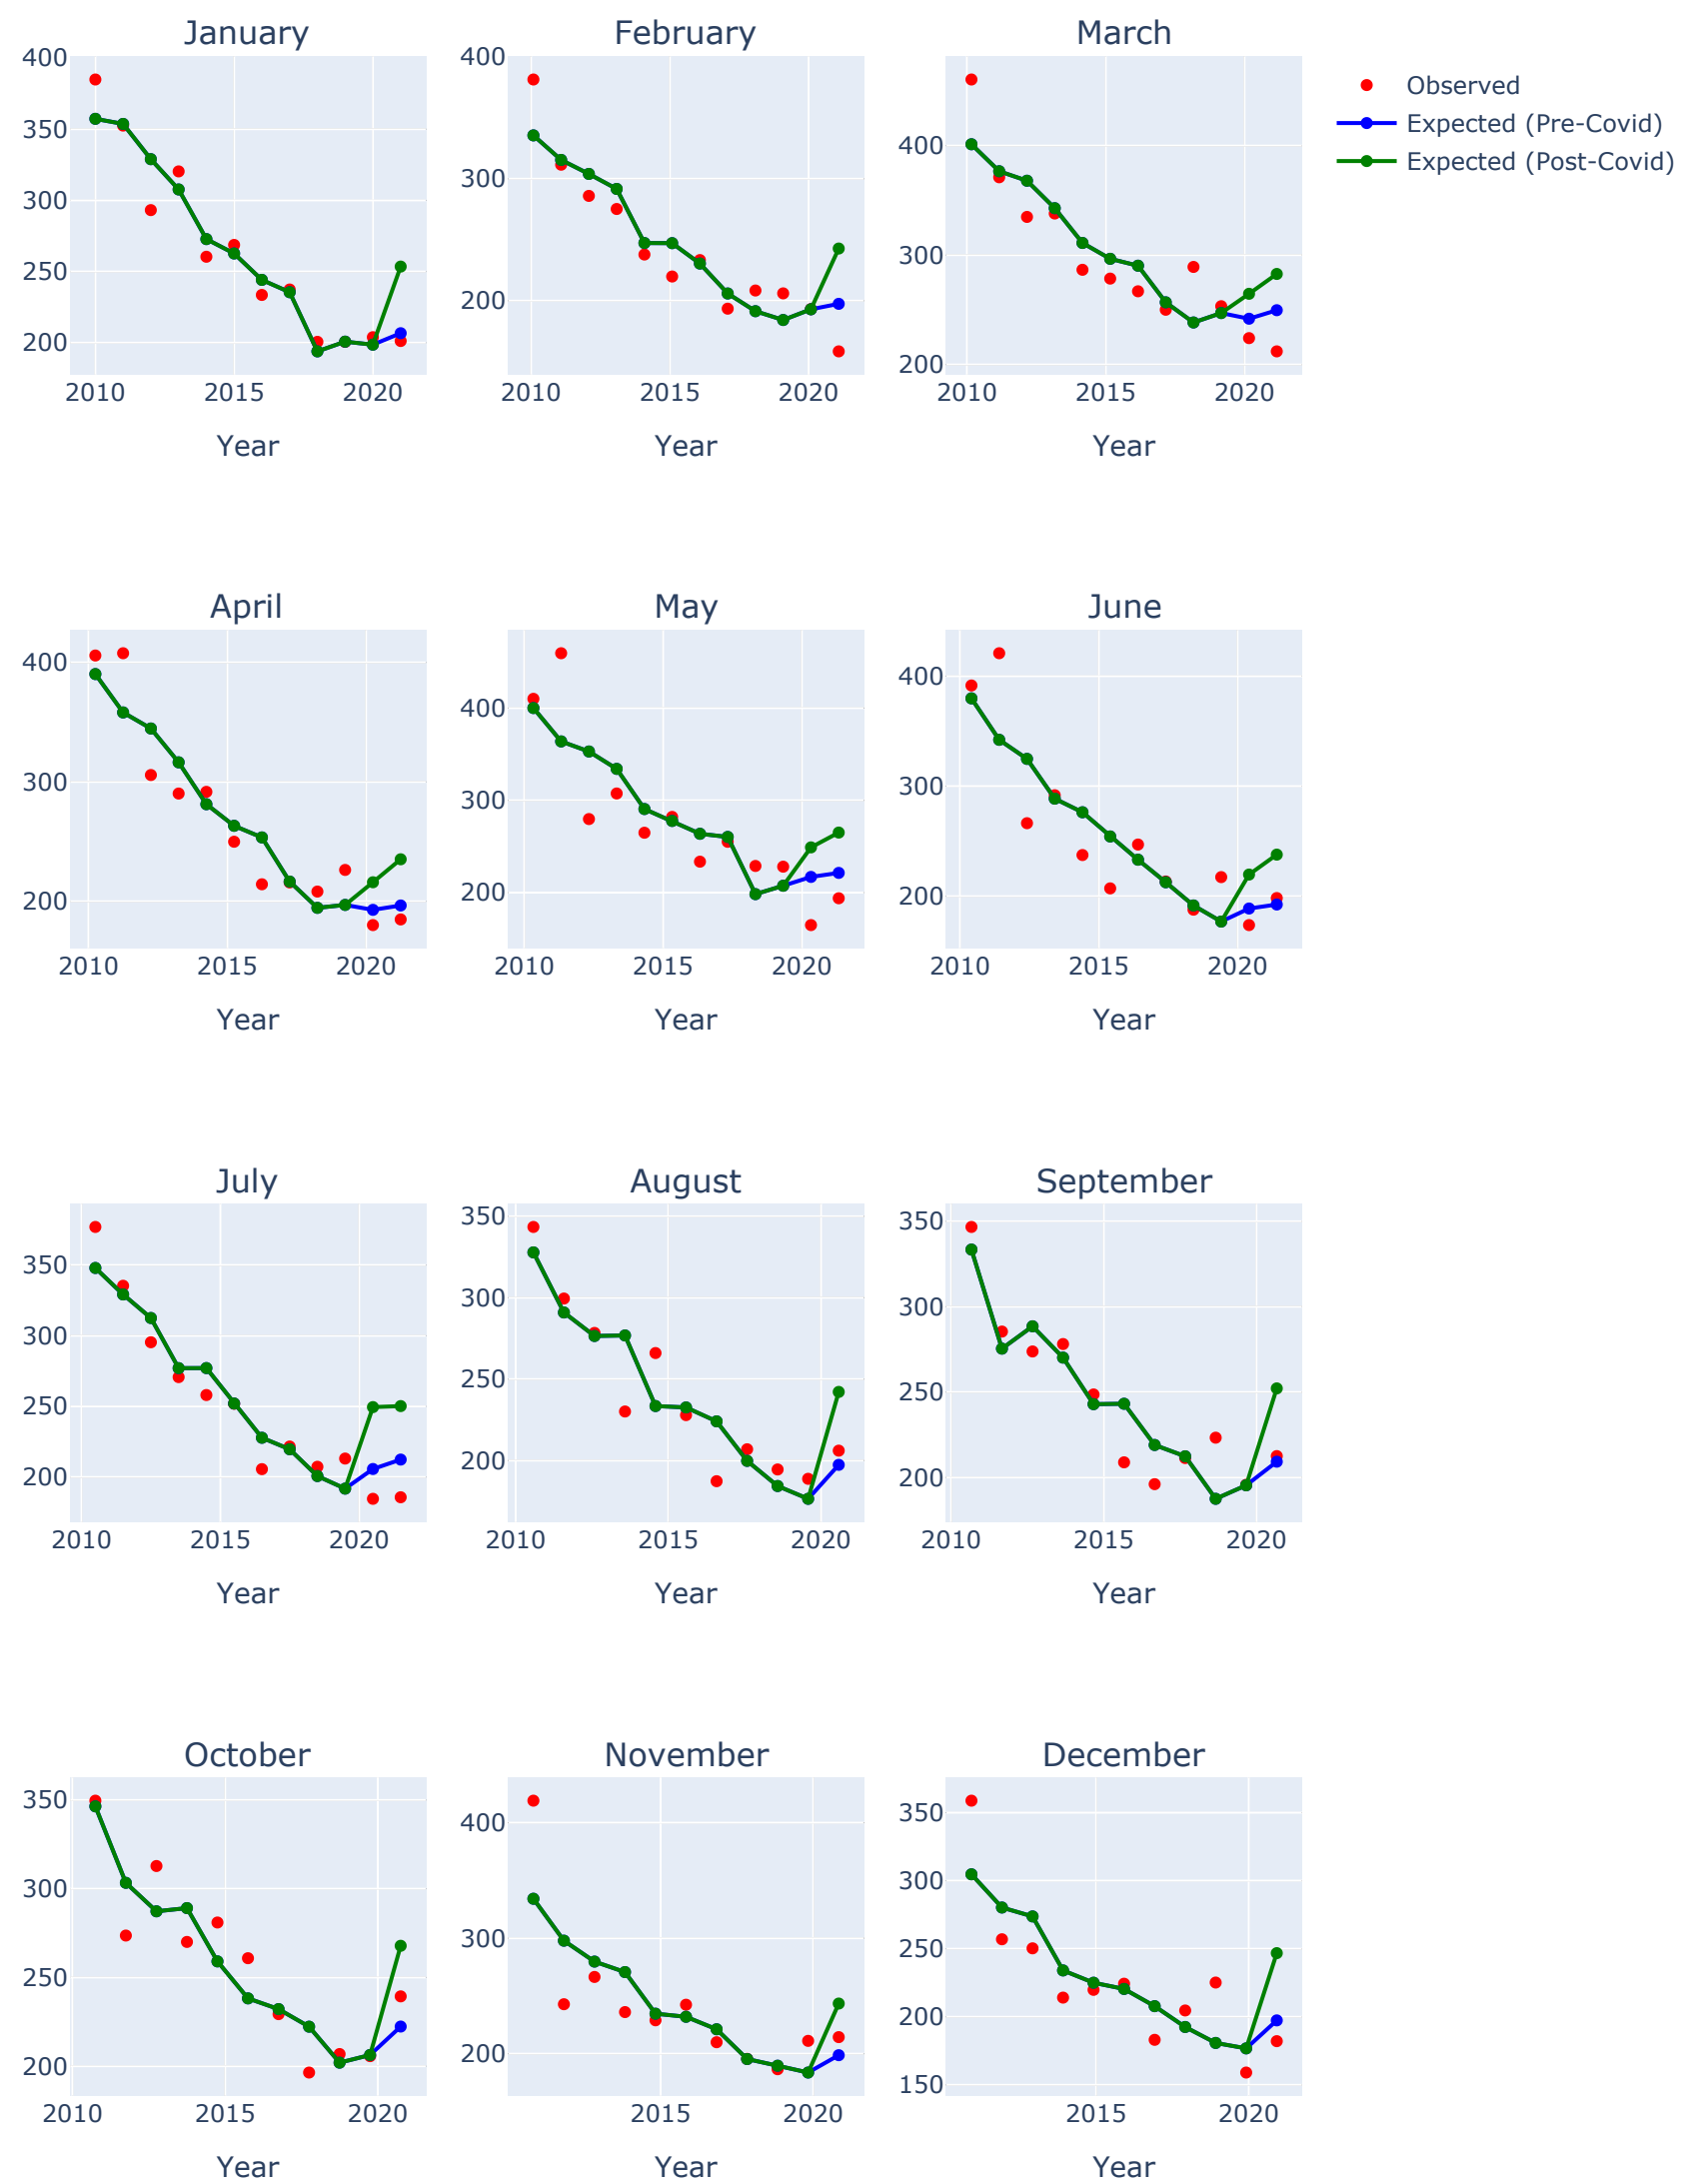 January
February
March
Observed
Expected (Pre-Covid)
Expected (Post-Covid)
400
350
300
250
200
2010 2015 2020
Year
400
300
200
2010 2015 2020
Year
400
300
200
2010 2015 2020
Year
April
May
June
400
300
200
2010 2015 2020
Year
400
300
200
2010 2015 2020
Year
400
300
200
2010 2015 2020
Year
July
August
September
350
300
250
200
2010 2015 2020
Year
350
300
250
200
2010 2015 2020
Year
350
300
250
200
2010 2015 2020
Year
October
November
December
350
300
250
200
2010 2015 2020
Year
400
300
200
2015 2020
Year
350
300
250
200
150
2015 2020
Year